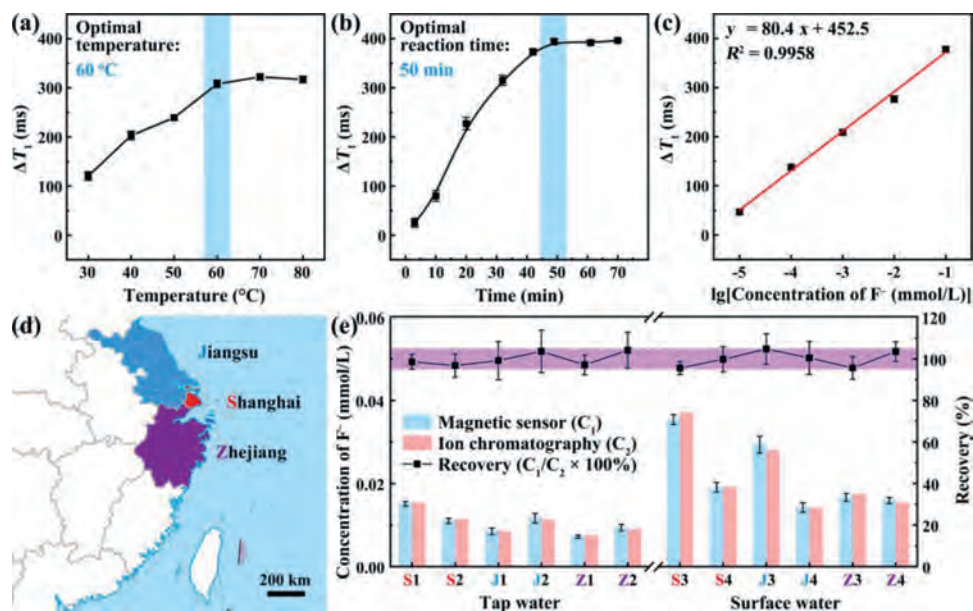 (a)
Optimal
temperature:
60 °C
400
300
200
100
0
ΔT₁ (ms)
30 40 50 60 70 80
Temperature (°C)
(b)
Optimal
reaction time:
50 min
400
300
200
100
0
ΔT₁ (ms)
0 10 20 30 40 50 60 70
Time (min)
(c)
y = 80.4 x + 452.5
R² = 0.9958
400
300
200
100
0
ΔT₁ (ms)
-5 -4 -3 -2 -1
lg[Concentration of F⁻ (mmol/L)]
(d)
Jiangsu
Shanghai
Zhejiang
200 km
(e)
0.06
0.04
0.02
0.00
Concentration of F⁻ (mmol/L)
Magnetic sensor (C₁)
Ion chromatography (C₂)
Recovery (C₁/C₂ × 100%)
120
100
80
60
40
20
0
Recovery (%)
S1 S2 J1 J2 Z1 Z2 S3 S4 J3 J4 Z3 Z4
Tap water Surface water